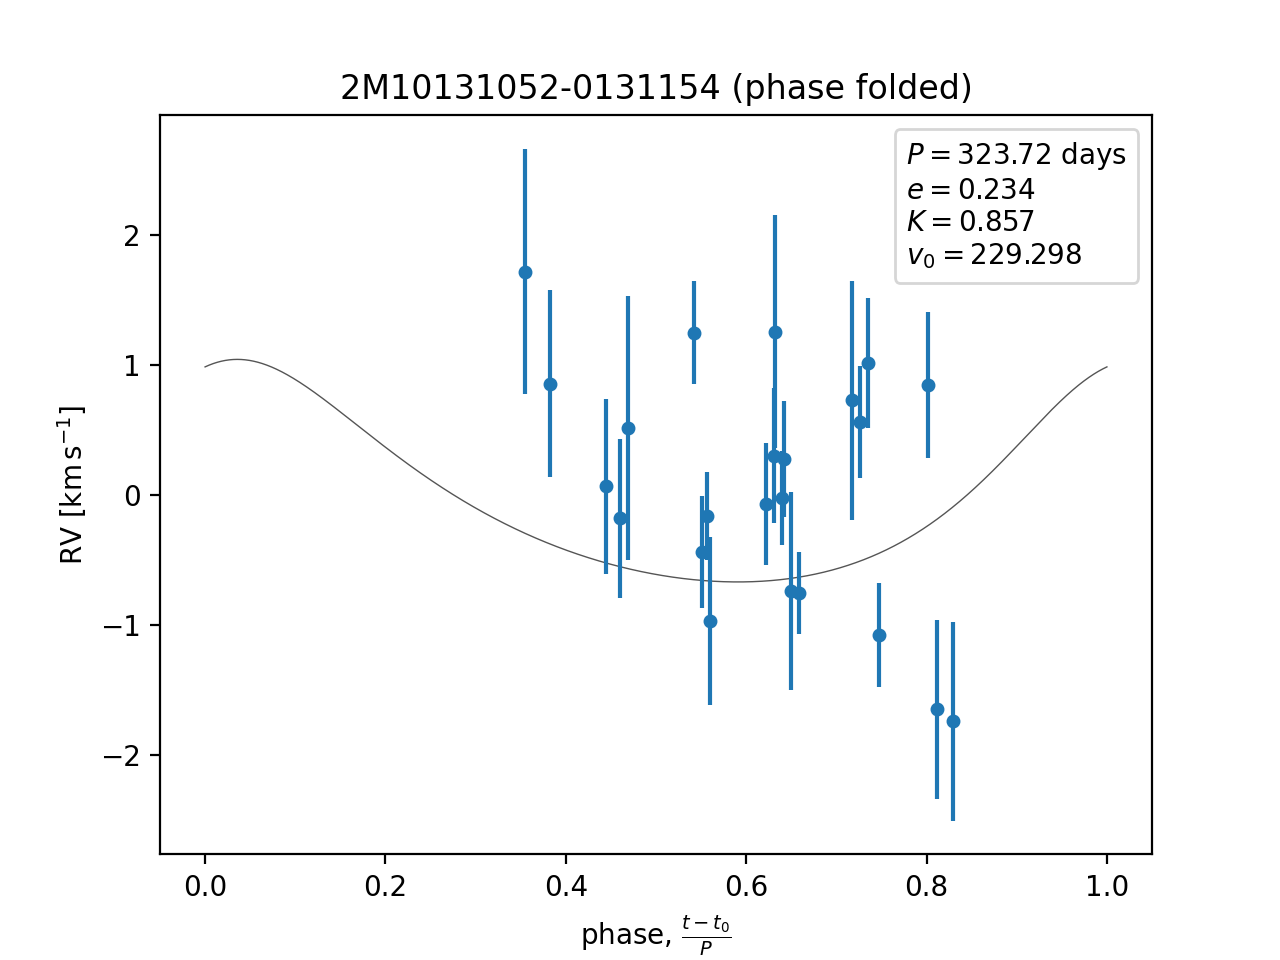 2M10131052-0131154 (phase folded)
P = 323.72 days
e = 0.234
K = 0.857
v₀ = 229.298
2
1
0
−1
−2
RV [km s⁻¹]
0.0 0.2 0.4 0.6 0.8 1.0
phase, (t − t₀)/P